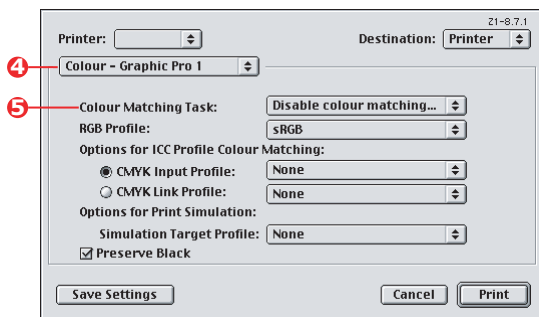 Z1-8.7.1
Printer: Destination: Printer
4 Colour - Graphic Pro 1
5 Colour Matching Task: Disable colour matching...
RGB Profile: sRGB
Options for ICC Profile Colour Matching:
CMYK Input Profile: None
CMYK Link Profile: None
Options for Print Simulation:
Simulation Target Profile: None
Preserve Black
Save Settings Cancel Print